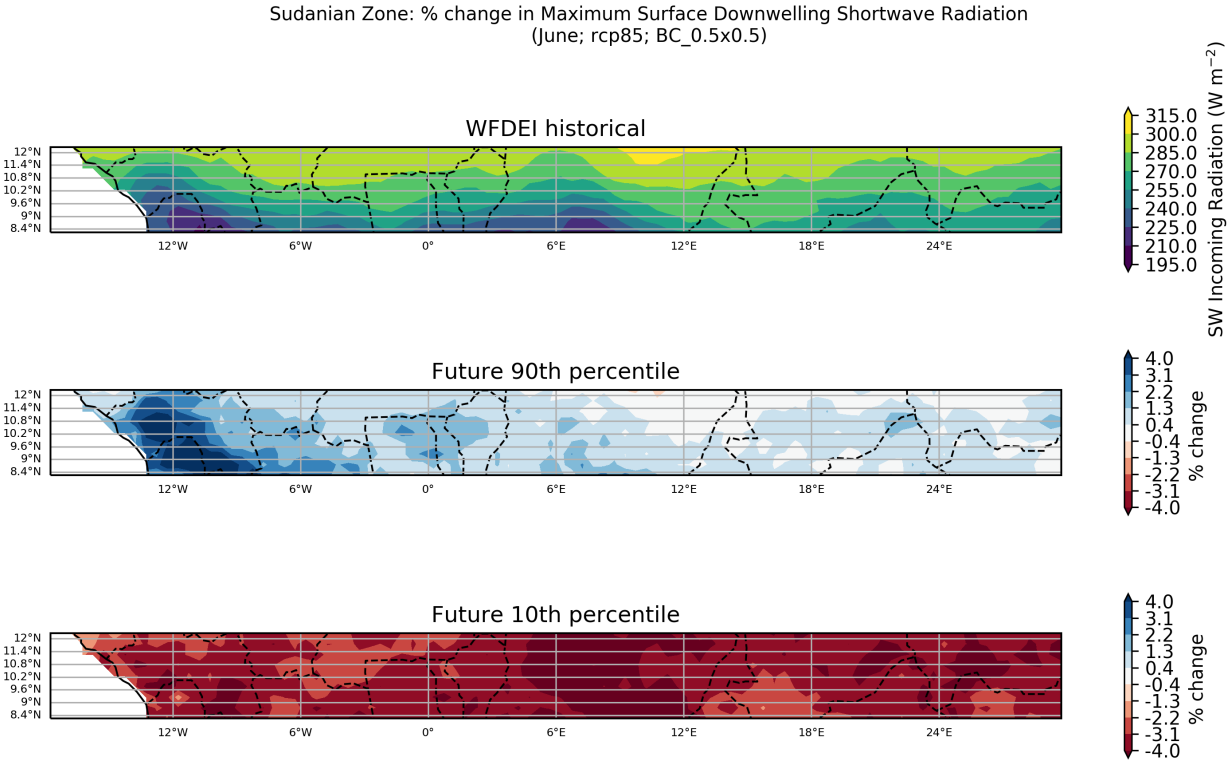 Sudanian Zone: % change in Maximum Surface Downwelling Shortwave Radiation
(June; rcp85; BC_0.5x0.5)
WFDEI historical
12°N
11.4°N
10.8°N
10.2°N
9.6°N
9°N
8.4°N
12°W 6°W 0° 6°E 12°E 18°E 24°E
315.0
300.0
285.0
270.0
255.0
240.0
225.0
210.0
195.0
SW Incoming Radiation (W m⁻²)
Future 90th percentile
12°N
11.4°N
10.8°N
10.2°N
9.6°N
9°N
8.4°N
12°W 6°W 0° 6°E 12°E 18°E 24°E
4.0
3.1
2.2
1.3
0.4
-0.4
-1.3
-2.2
-3.1
-4.0
% change
Future 10th percentile
12°N
11.4°N
10.8°N
10.2°N
9.6°N
9°N
8.4°N
12°W 6°W 0° 6°E 12°E 18°E 24°E
4.0
3.1
2.2
1.3
0.4
-0.4
-1.3
-2.2
-3.1
-4.0
% change